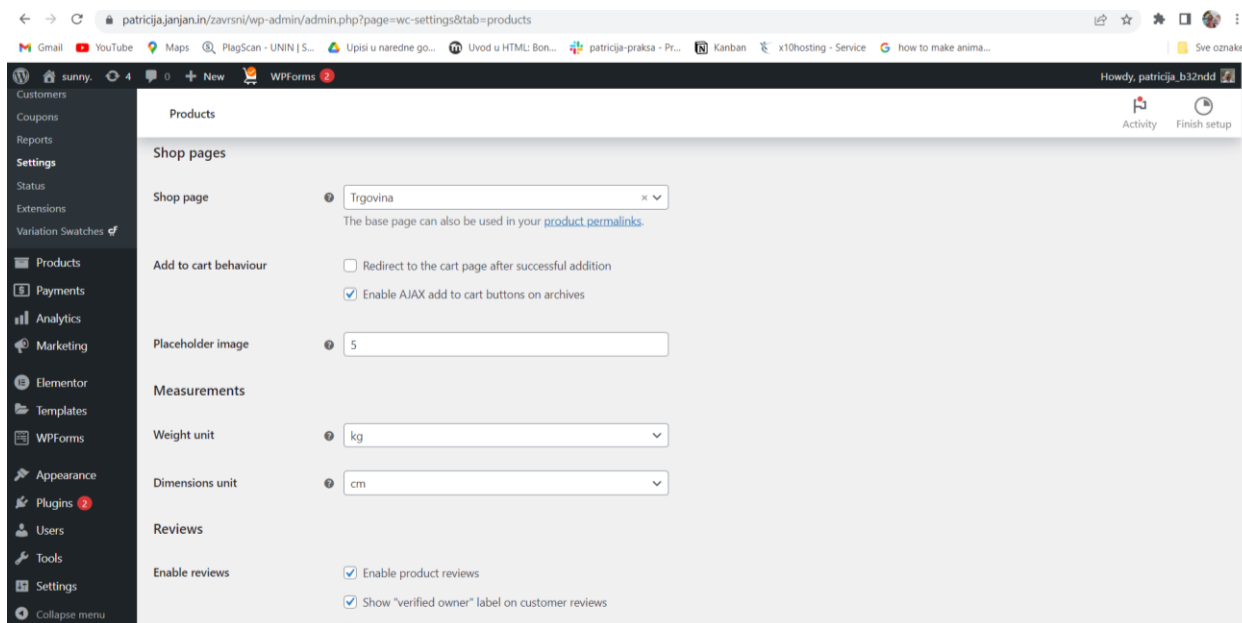 patricija.janjan.in/zavrsni/wp-admin/admin.php?page=wc-settings&tab=products
Gmail YouTube Maps PlagScan - UNIN | S... Upisi u naredne go... Uvod u HTML: Bon... patricija-praksa - Pr... Kanban x10hosting - Service how to make anima... Sve oznake
sunny. 4 0 + New WPForms 2 Howdy, patricija_b32ndd
Customers
Coupons
Reports
Settings
Status
Extensions
Variation Swatches
Products
Payments
Analytics
Marketing
Elementor
Templates
WPForms
Appearance
Plugins 2
Users
Tools
Settings
Collapse menu
Products
Activity Finish setup
Shop pages
Shop page Trgovina
The base page can also be used in your product permalinks.
Add to cart behaviour Redirect to the cart page after successful addition
Enable AJAX add to cart buttons on archives
Placeholder image 5
Measurements
Weight unit kg
Dimensions unit cm
Reviews
Enable reviews Enable product reviews
Show "verified owner" label on customer reviews